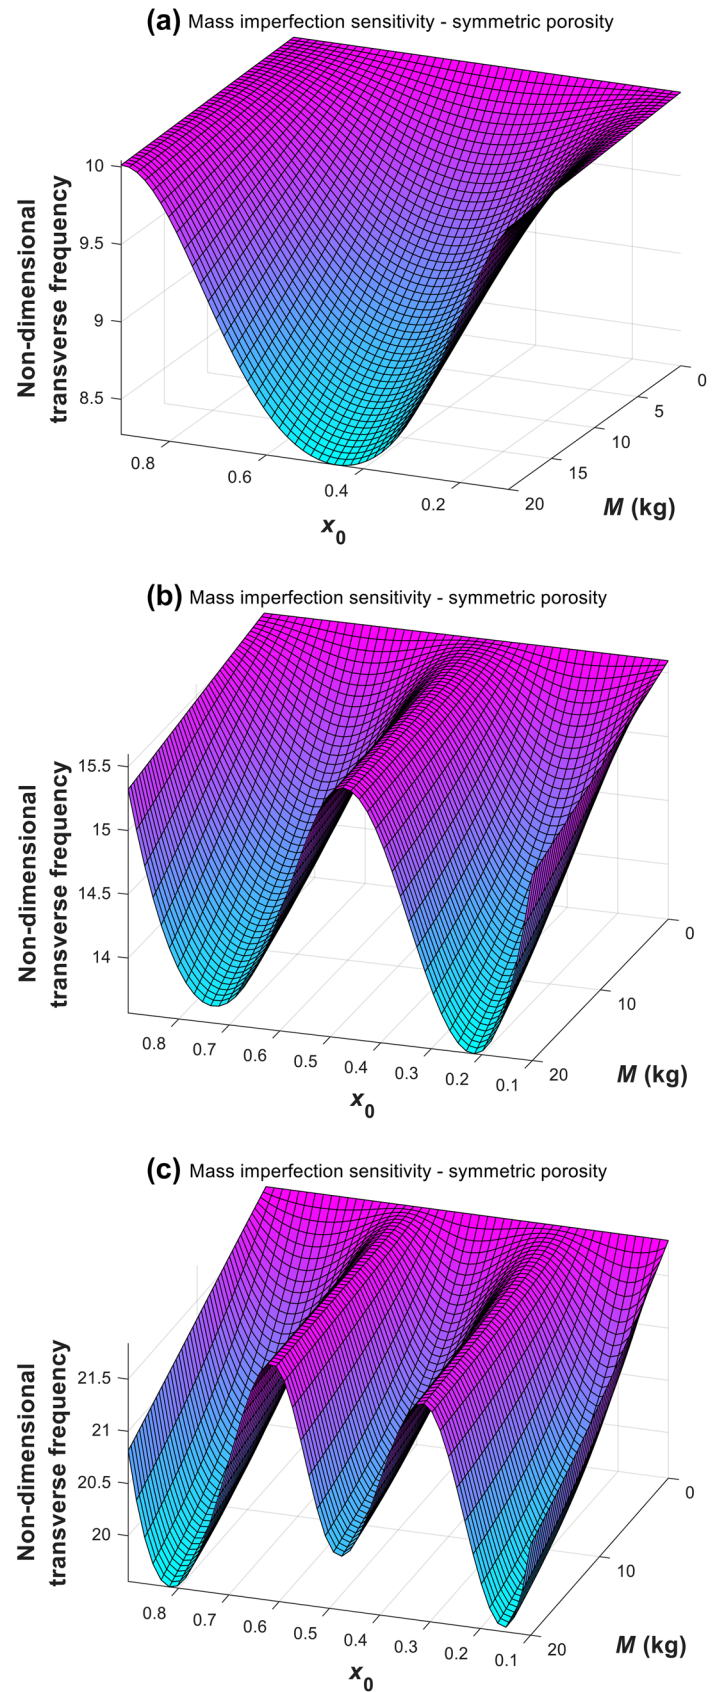 (a) Mass imperfection sensitivity - symmetric porosity
Non-dimensional
transverse frequency
10
9.5
9
8.5
0.8
0.6
0.4
0.2
x0
0
5
10
15
20
M (kg)
(b) Mass imperfection sensitivity - symmetric porosity
Non-dimensional
transverse frequency
15.5
15
14.5
14
0.8
0.7
0.6
0.5
0.4
0.3
0.2
0.1
x0
0
10
20
M (kg)
(c) Mass imperfection sensitivity - symmetric porosity
Non-dimensional
transverse frequency
21.5
21
20.5
20
0.8
0.7
0.6
0.5
0.4
0.3
0.2
0.1
x0
0
10
20
M (kg)